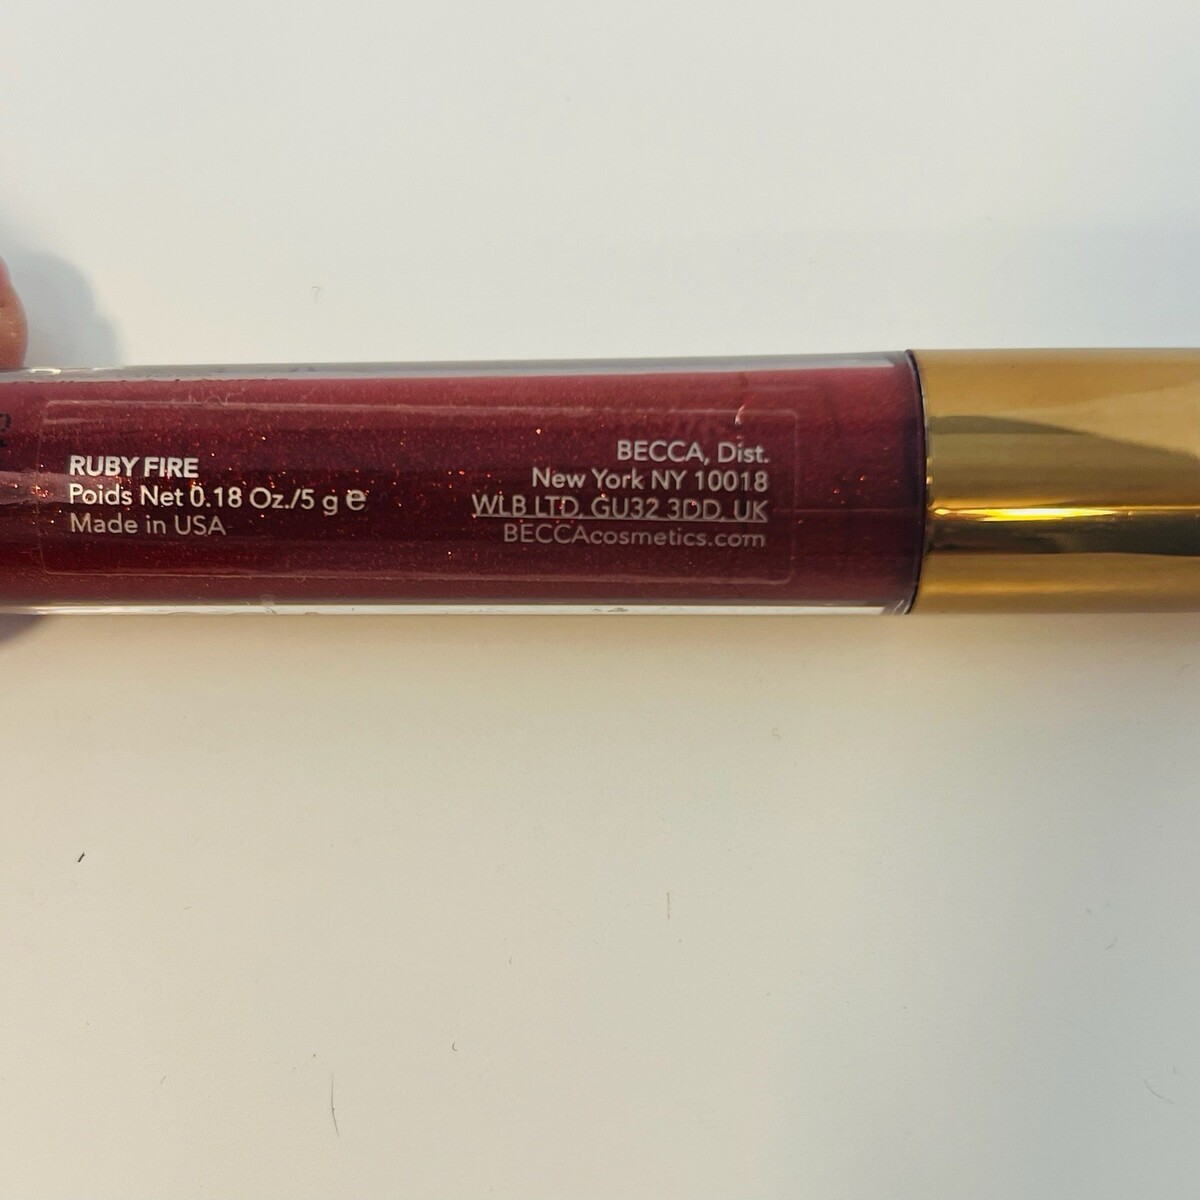 RUBY FIRE
Poids Net 0.18 Oz./5 g ℮
Made in USA
BECCA, Dist.
New York NY 10018
WLB LTD, GU32 3DD, UK
BECCAcosmetics.com